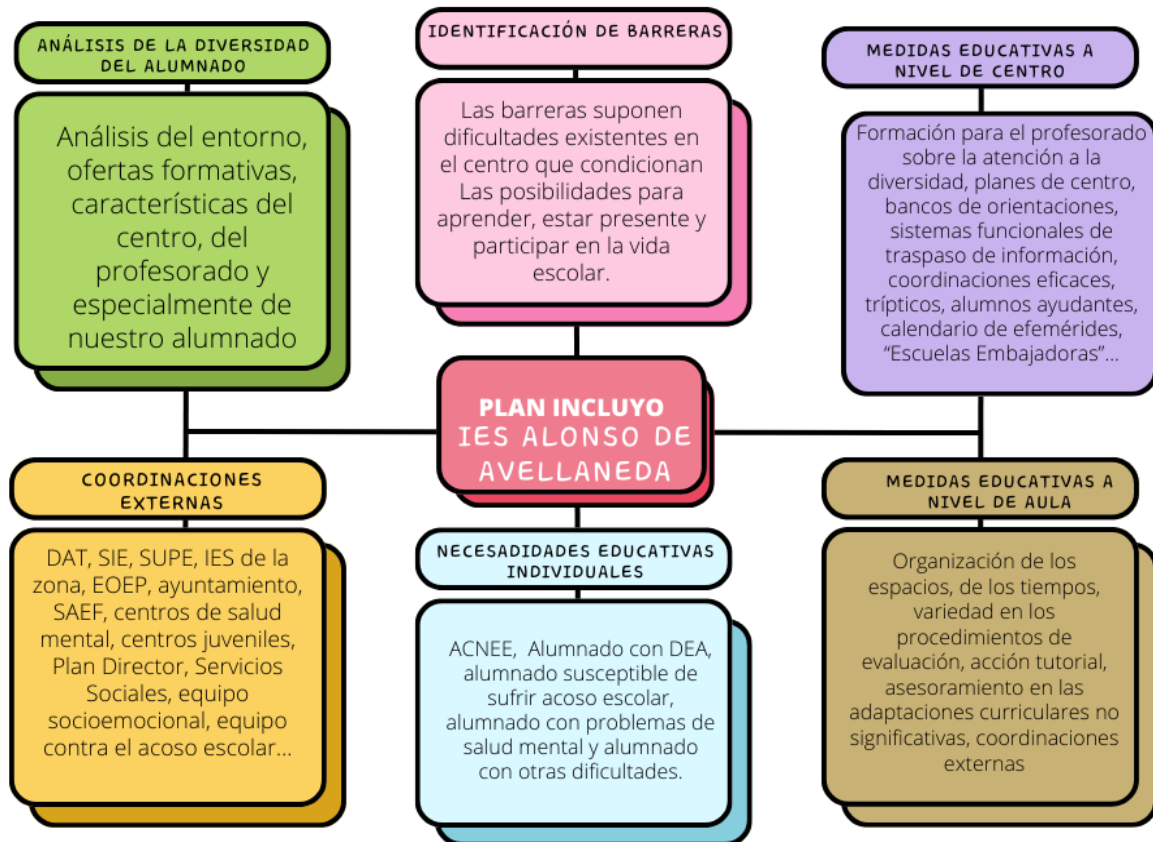 ANÁLISIS DE LA DIVERSIDAD
DEL ALUMNADO
Análisis del entorno,
ofertas formativas,
características del
centro, del
profesorado y
especialmente de
nuestro alumnado
IDENTIFICACIÓN DE BARRERAS
Las barreras suponen
dificultades existentes en
el centro que condicionan
Las posibilidades para
aprender, estar presente y
participar en la vida
escolar.
MEDIDAS EDUCATIVAS A
NIVEL DE CENTRO
Formación para el profesorado
sobre la atención a la
diversidad, planes de centro,
bancos de orientaciones,
sistemas funcionales de
traspaso de información,
coordinaciones eficaces,
trípticos, alumnos ayudantes,
calendario de efemérides,
“Escuelas Embajadoras”...
PLAN INCLUYO
IES ALONSO DE
AVELLANEDA
COORDINACIONES
EXTERNAS
DAT, SIE, SUPE, IES de la
zona, EOEP, ayuntamiento,
SAEF, centros de salud
mental, centros juveniles,
Plan Director, Servicios
Sociales, equipo
socioemocional, equipo
contra el acoso escolar...
NECESADIDADES EDUCATIVAS
INDIVIDUALES
ACNEE, Alumnado con DEA,
alumnado susceptible de
sufrir acoso escolar,
alumnado con problemas de
salud mental y alumnado
con otras dificultades.
MEDIDAS EDUCATIVAS A
NIVEL DE AULA
Organización de los
espacios, de los tiempos,
variedad en los
procedimientos de
evaluación, acción tutorial,
asesoramiento en las
adaptaciones curriculares no
significativas, coordinaciones
externas